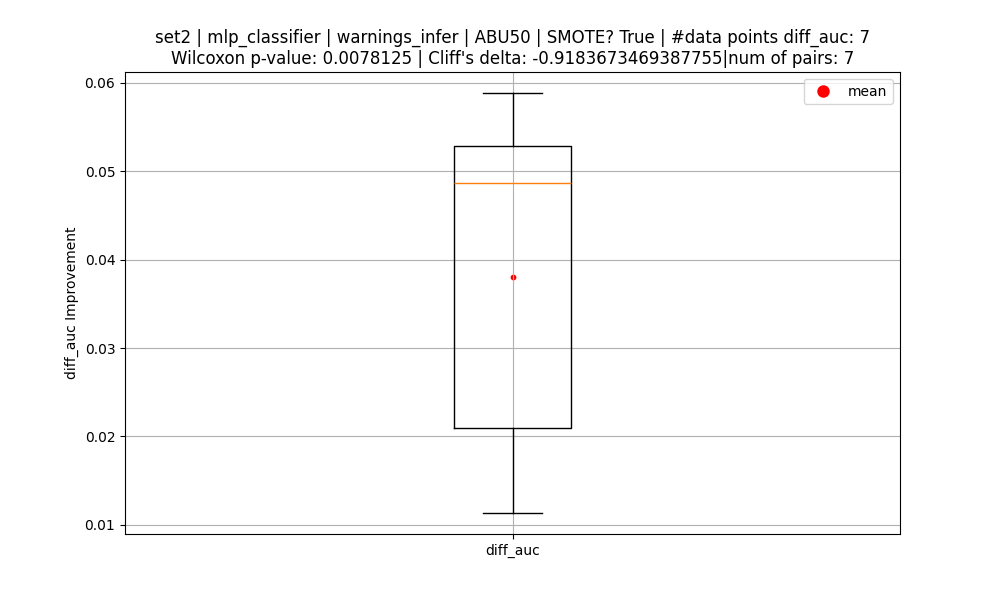 set2 | mlp_classifier | warnings_infer | ABU50 | SMOTE? True | #data points diff_auc: 7
Wilcoxon p-value: 0.0078125 | Cliff's delta: -0.9183673469387755|num of pairs: 7
mean
0.06
0.05
0.04
0.03
0.02
0.01
diff_auc Improvement
diff_auc